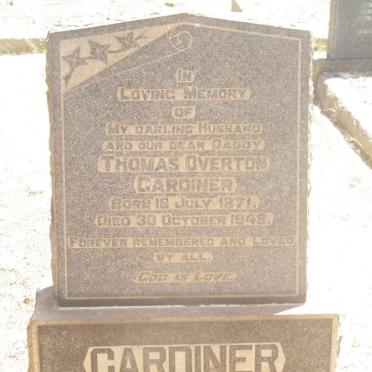 IN
LOVING MEMORY
OF
MY DARLING HUSBAND
AND OUR DEAR DADDY
THOMAS OVERTON
GARDINER
BORN 18 JULY 1871.
DIED 30 OCTOBER 1949.
FOREVER REMEMBERED AND LOVED
BY ALL.
GOD IS LOVE.
GARDINER